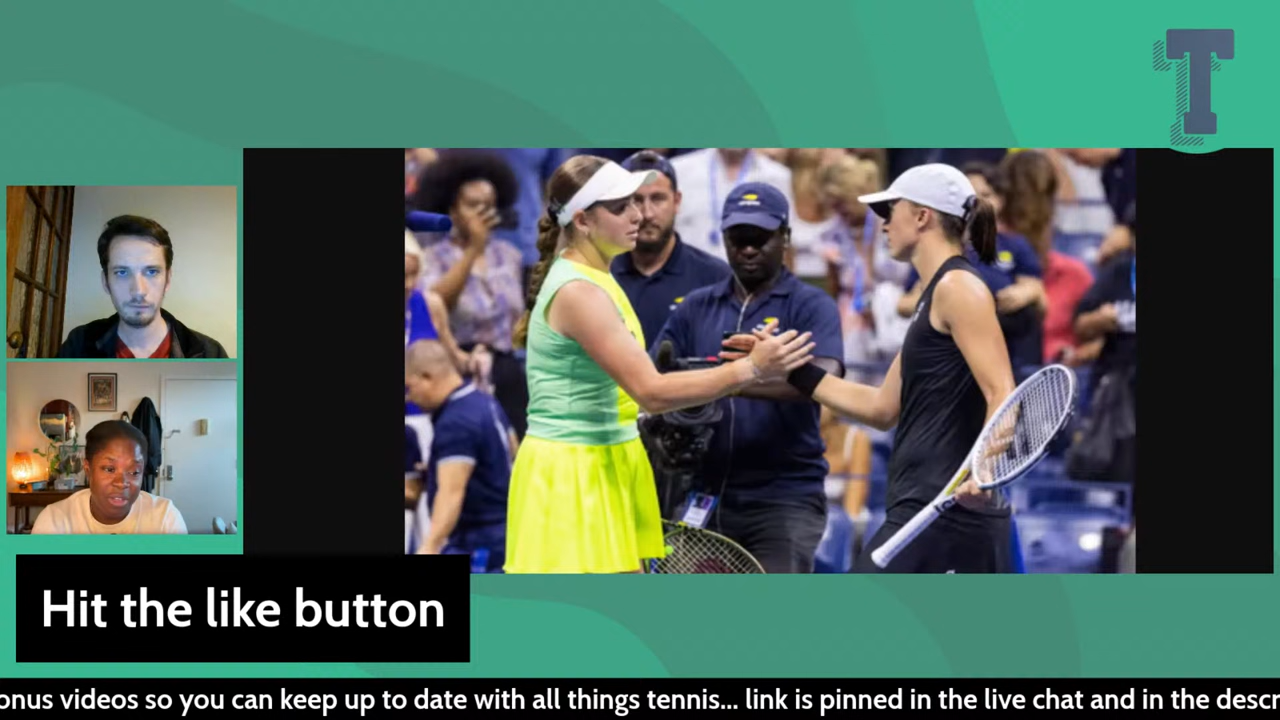 T
Hit the like button
onus videos so you can keep up to date with all things tennis... link is pinned in the live chat and in the descr